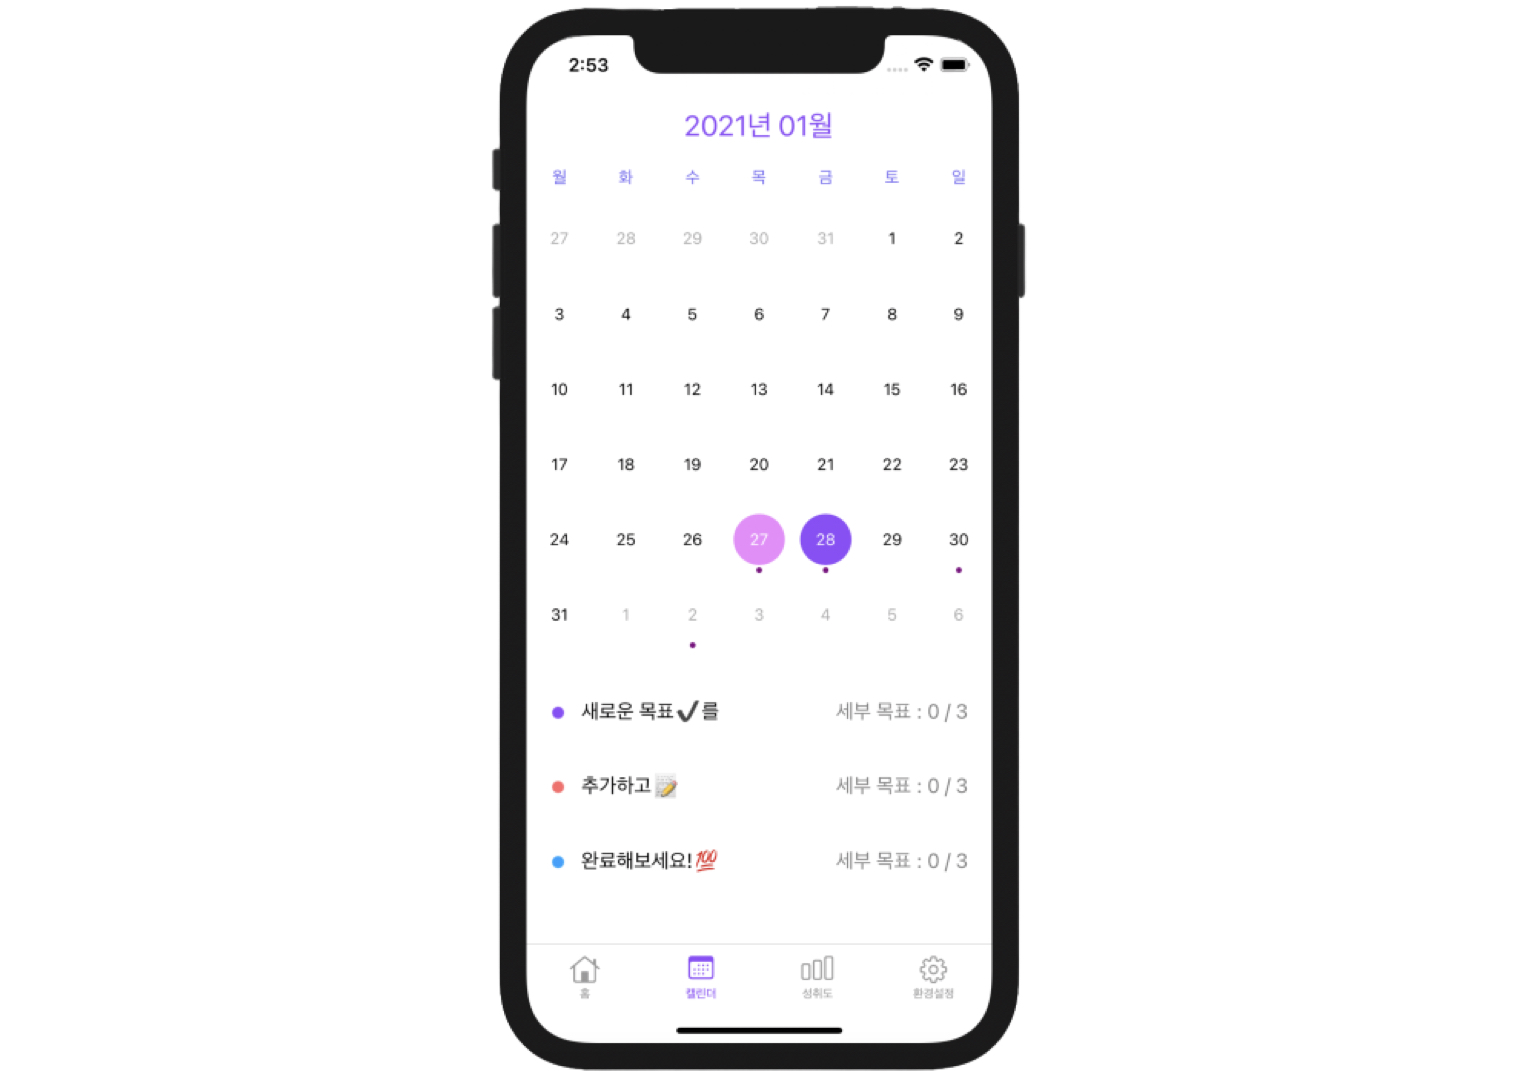 2:53
2021년 01월
월 화 수 목 금 토 일
27 28 29 30 31 1 2
3 4 5 6 7 8 9
10 11 12 13 14 15 16
17 18 19 20 21 22 23
24 25 26 27 28 29 30
31 1 2 3 4 5 6
새로운 목표✔️를 세부 목표 : 0 / 3
추가하고📝 세부 목표 : 0 / 3
완료해보세요!💯 세부 목표 : 0 / 3
홈 캘린더 성취도 환경설정